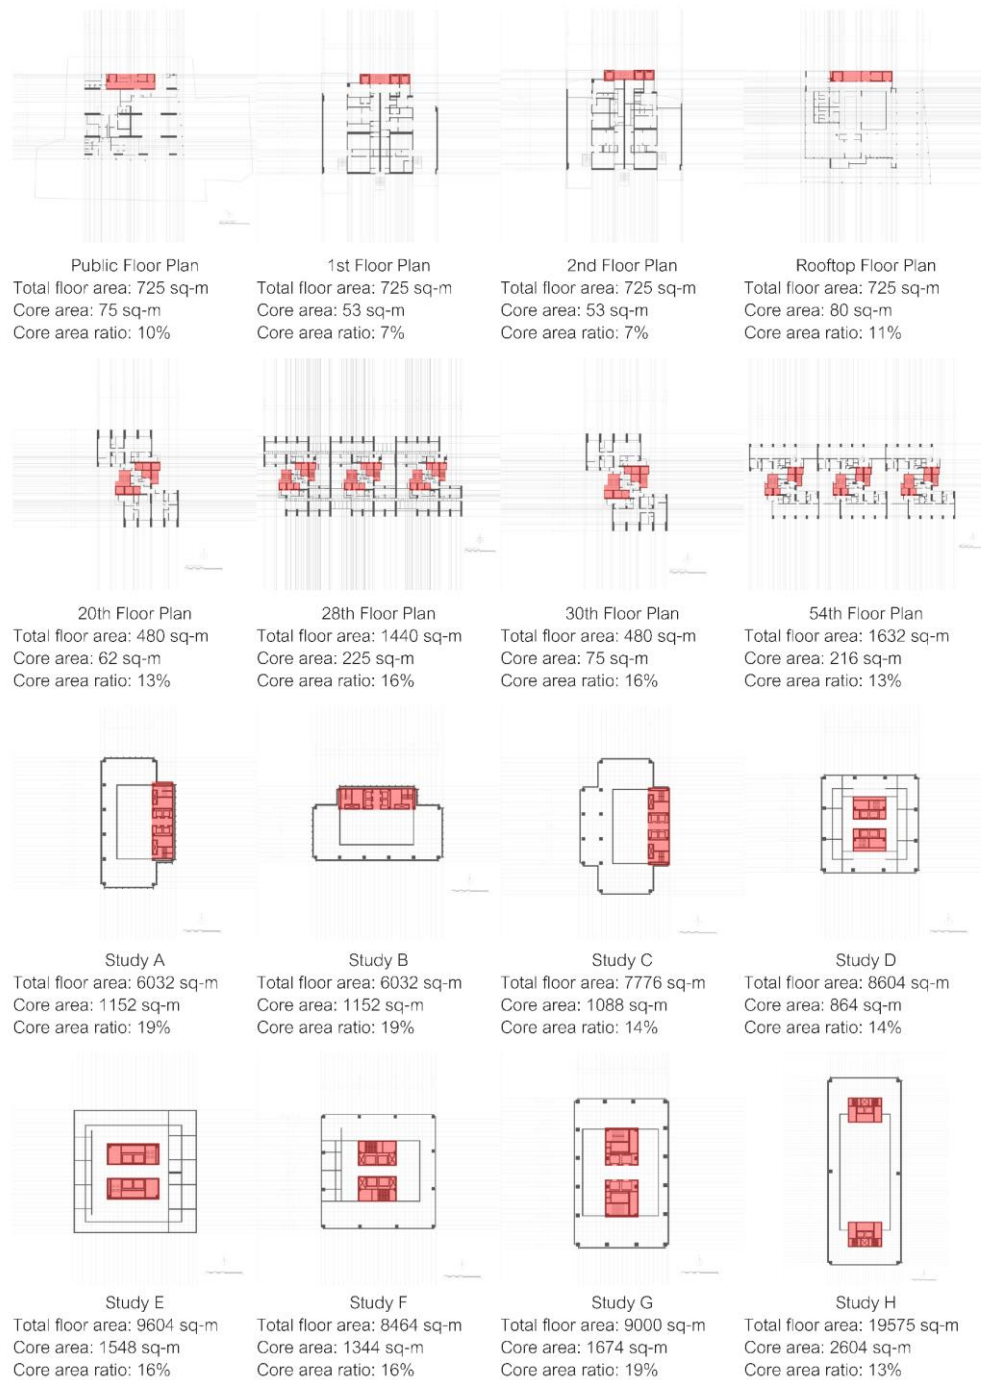 Public Floor Plan
Total floor area: 725 sq-m
Core area: 75 sq-m
Core area ratio: 10%
1st Floor Plan
Total floor area: 725 sq-m
Core area: 53 sq-m
Core area ratio: 7%
2nd Floor Plan
Total floor area: 725 sq-m
Core area: 53 sq-m
Core area ratio: 7%
Rooftop Floor Plan
Total floor area: 725 sq-m
Core area: 80 sq-m
Core area ratio: 11%
20th Floor Plan
Total floor area: 480 sq-m
Core area: 62 sq-m
Core area ratio: 13%
28th Floor Plan
Total floor area: 1440 sq-m
Core area: 225 sq-m
Core area ratio: 16%
30th Floor Plan
Total floor area: 480 sq-m
Core area: 75 sq-m
Core area ratio: 16%
54th Floor Plan
Total floor area: 1632 sq-m
Core area: 216 sq-m
Core area ratio: 13%
Study A
Total floor area: 6032 sq-m
Core area: 1152 sq-m
Core area ratio: 19%
Study B
Total floor area: 6032 sq-m
Core area: 1152 sq-m
Core area ratio: 19%
Study C
Total floor area: 7776 sq-m
Core area: 1088 sq-m
Core area ratio: 14%
Study D
Total floor area: 8604 sq-m
Core area: 864 sq-m
Core area ratio: 14%
Study E
Total floor area: 9604 sq-m
Core area: 1548 sq-m
Core area ratio: 16%
Study F
Total floor area: 8464 sq-m
Core area: 1344 sq-m
Core area ratio: 16%
Study G
Total floor area: 9000 sq-m
Core area: 1674 sq-m
Core area ratio: 19%
Study H
Total floor area: 19575 sq-m
Core area: 2604 sq-m
Core area ratio: 13%